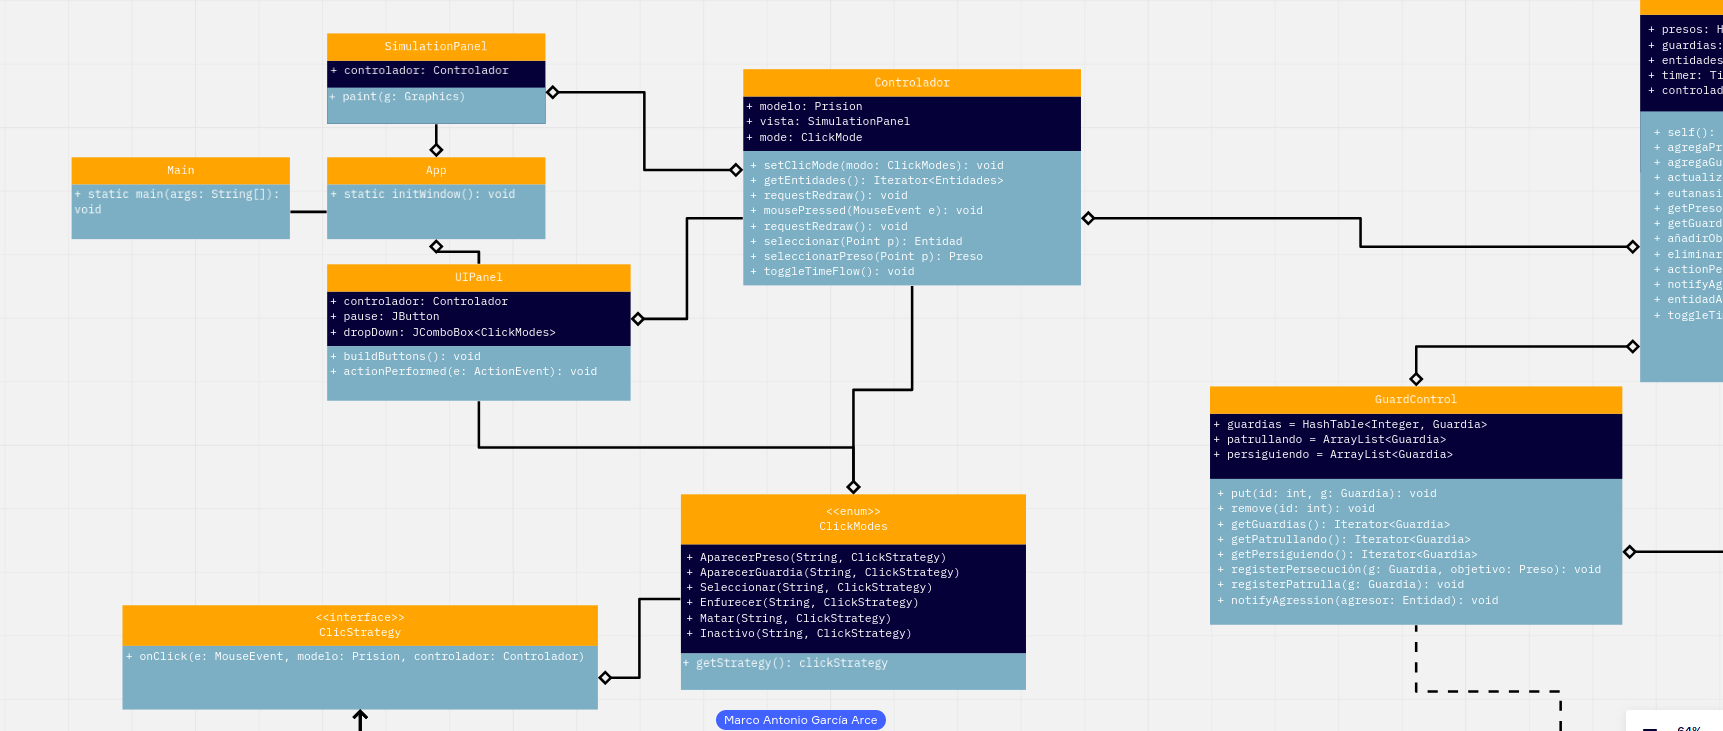 SimulationPanel
+ controlador: Controlador
+ paint(g: Graphics)
Main
+ static main(args: String[]):
void
App
+ static initWindow(): void
UIPanel
+ controlador: Controlador
+ pause: JButton
+ dropDown: JComboBox<ClickModes>
+ buildButtons(): void
+ actionPerformed(e: ActionEvent): void
Controlador
+ modelo: Prision
+ vista: SimulationPanel
+ mode: ClickMode
+ setClicMode(modo: ClickModes): void
+ getEntidades(): Iterator<Entidades>
+ requestRedraw(): void
+ mousePressed(MouseEvent e): void
+ requestRedraw(): void
+ seleccionar(Point p): Entidad
+ seleccionarPreso(Point p): Preso
+ toggleTimeFlow(): void
+ presos: H
+ guardias:
+ entidades
+ timer: Ti
+ controlad
+ self():
+ agregaPr
+ agregaGu
+ actualiz
+ eutanasi
+ getPreso
+ getGuard
+ añadirOb
+ eliminar
+ actionPe
+ notifyAg
+ entidadA
+ toggleTi
GuardControl
+ guardias = HashTable<Integer, Guardia>
+ patrullando = ArrayList<Guardia>
+ persiguiendo = ArrayList<Guardia>
+ put(id: int, g: Guardia): void
+ remove(id: int): void
+ getGuardias(): Iterator<Guardia>
+ getPatrullando(): Iterator<Guardia>
+ getPersiguiendo(): Iterator<Guardia>
+ registerPersecución(g: Guardia, objetivo: Preso): void
+ registerPatrulla(g: Guardia): void
+ notifyAgression(agresor: Entidad): void
<<enum>>
ClickModes
+ AparecerPreso(String, ClickStrategy)
+ AparecerGuardia(String, ClickStrategy)
+ Seleccionar(String, ClickStrategy)
+ Enfurecer(String, ClickStrategy)
+ Matar(String, ClickStrategy)
+ Inactivo(String, ClickStrategy)
+ getStrategy(): clickStrategy
<<interface>>
ClicStrategy
+ onClick(e: MouseEvent, modelo: Prision, controlador: Controlador)
Marco Antonio García Arce
64%